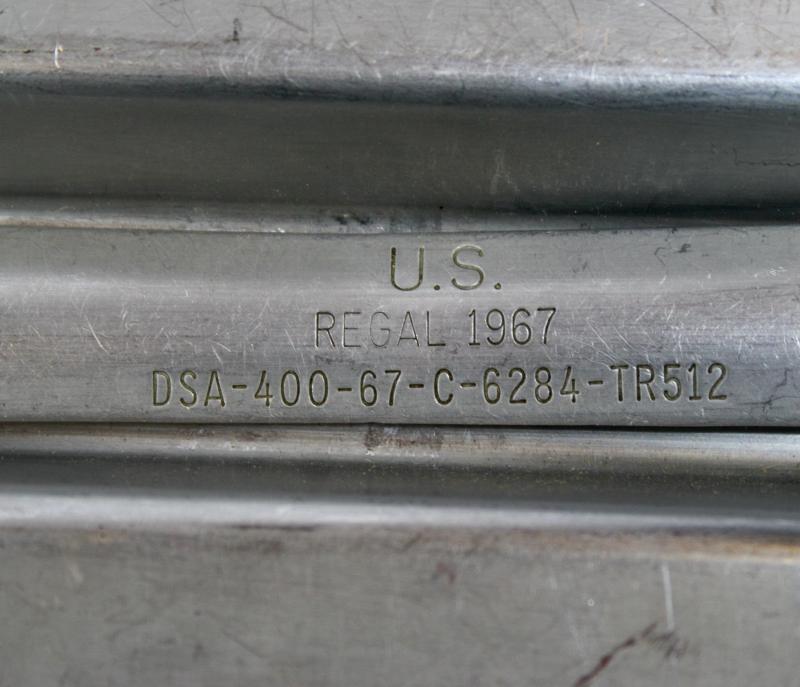 U.S.
REGAL 1967
DSA-400-67-C-6284-TR512